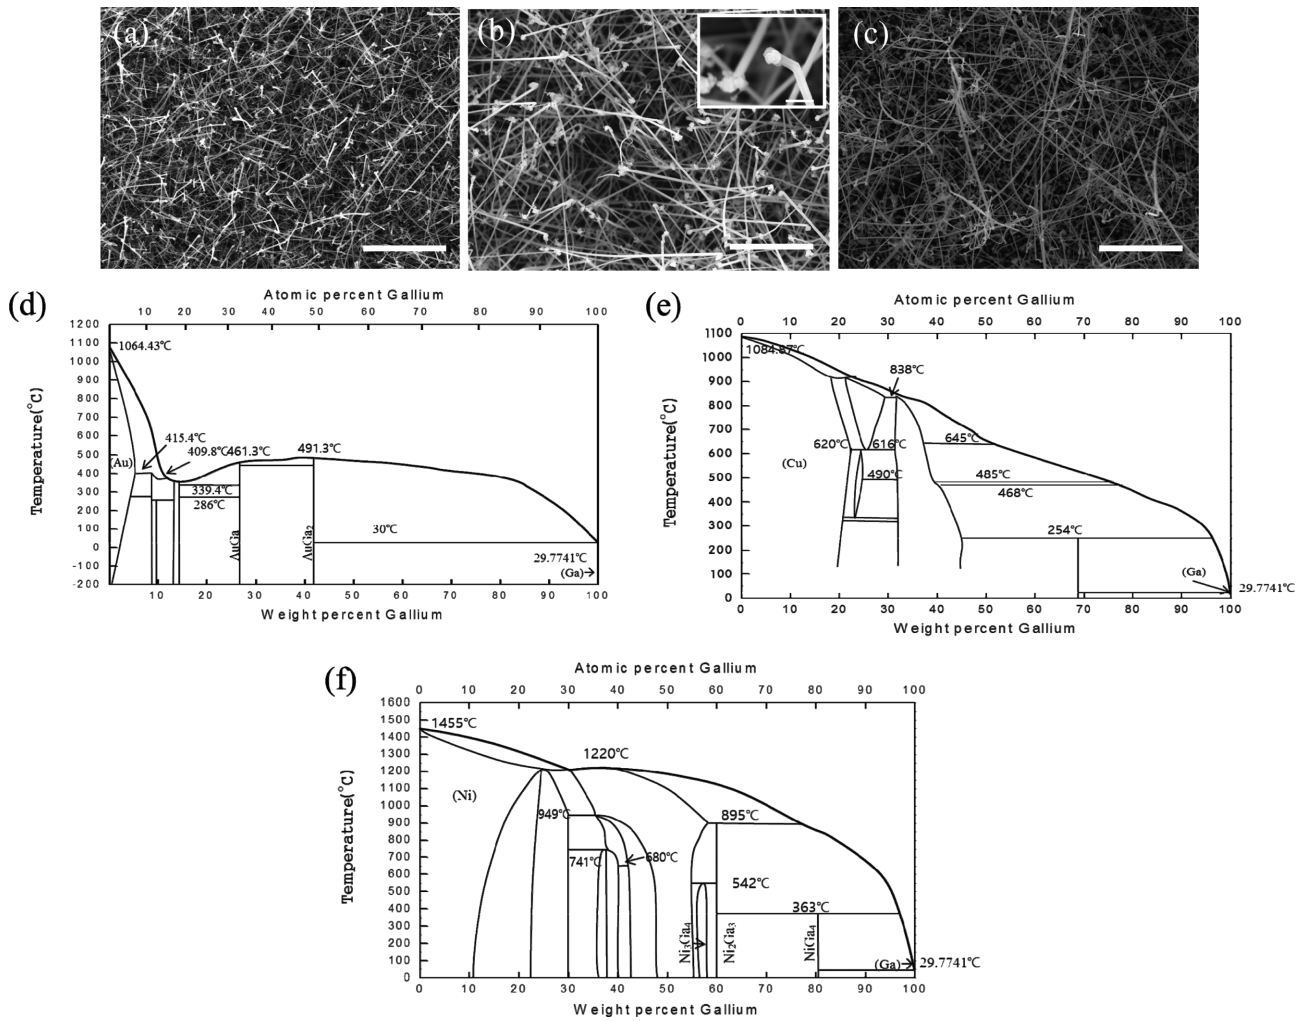 (a)
(b)
(c)
(d)
Atomic percent Gallium
10 20 30 40 50 60 70 80 100
1200
1100
1000
900
800
700
600
500
400
300
200
100
0
-100
-200
Temperature(°C)
1064.43℃
(Au)
415.4℃
409.8℃
461.3℃
491.3℃
339.4℃
286℃
AuGa
AuGa2
30℃
29.7741℃
(Ga)
10 20 30 40 50 60 70 80 90 100
Weight percent Gallium
(e)
Atomic percent Gallium
0 10 20 30 40 50 60 70 80 90 100
1100
1000
900
800
700
600
500
400
300
200
100
0
Temperature(°C)
1084.87℃
838℃
620℃
616℃
645℃
(Cu)
490℃
485℃
468℃
254℃
(Ga)
29.7741℃
0 10 20 30 40 50 60 70 80 90 100
Weight percent Gallium
(f)
Atomic percent Gallium
0 10 20 30 40 50 60 70 80 90 100
1600
1500
1400
1300
1200
1100
1000
900
800
700
600
500
400
300
200
100
0
Temperature(°C)
1455℃
1220℃
(Ni)
949℃
895℃
741℃
680℃
542℃
363℃
Ni3Ga4
Ni2Ga3
NiGa4
(Ga)
29.7741℃
0 10 20 30 40 50 60 70 80 90 100
Weight percent Gallium